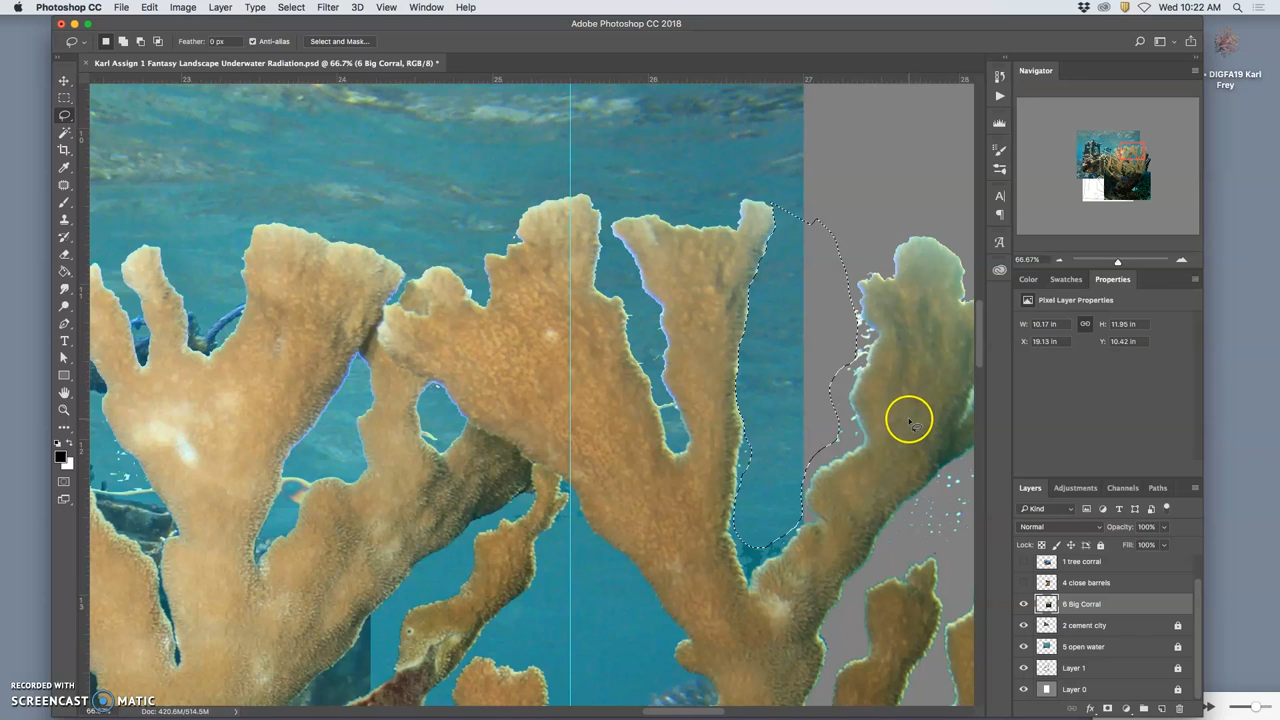 Photoshop CC File Edit Image Layer Type Select Filter 3D View Window Help Wed 10:22 AM
Adobe Photoshop CC 2018
Feather: 0 px Anti-alias Select and Mask...
Karl Assign 1 Fantasy Landscape Underwater Radiation.psd @ 66.7% (6 Big Corral, RGB/8) *
23 24 25 26 27 28
Navigator
DIGFA19 Karl
Frey
66.67%
Color Swatches Properties
Pixel Layer Properties
W: 10.17 in H: 11.95 in
X: 19.13 in Y: 10.42 in
Layers Adjustments Channels Paths
Kind
Normal Opacity: 100%
Lock: Fill: 100%
1 tree corral
4 close barrels
6 Big Corral
2 cement city
5 open water
Layer 1
Layer 0
Doc: 420.6M/514.5M
RECORDED WITH
SCREENCAST MATIC